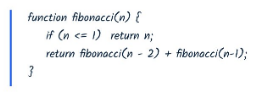 function fibonacci(n) {
if (n <= 1) return n;
return fibonacci(n - 2) + fibonacci(n-1);
}